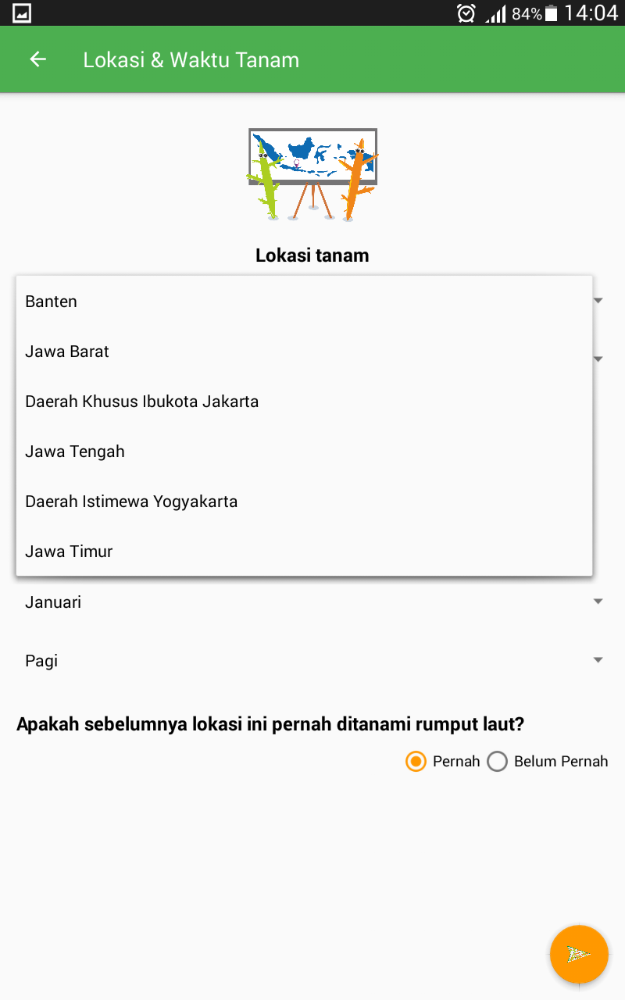 84% 14:04
Lokasi & Waktu Tanam
Lokasi tanam
Banten
Jawa Barat
Daerah Khusus Ibukota Jakarta
Jawa Tengah
Daerah Istimewa Yogyakarta
Jawa Timur
Januari
Pagi
Apakah sebelumnya lokasi ini pernah ditanami rumput laut?
Pernah Belum Pernah